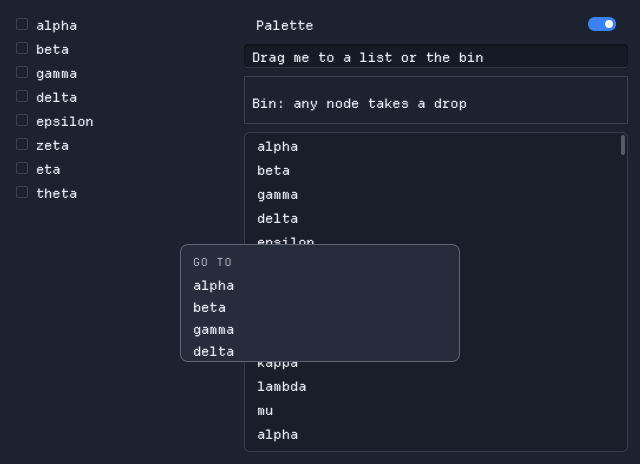 alpha
beta
gamma
delta
epsilon
zeta
eta
theta
Palette
Drag me to a list or the bin
Bin: any node takes a drop
alpha
beta
gamma
delta
epsilon
GO TO
alpha
beta
gamma
delta
kappa
lambda
mu
alpha